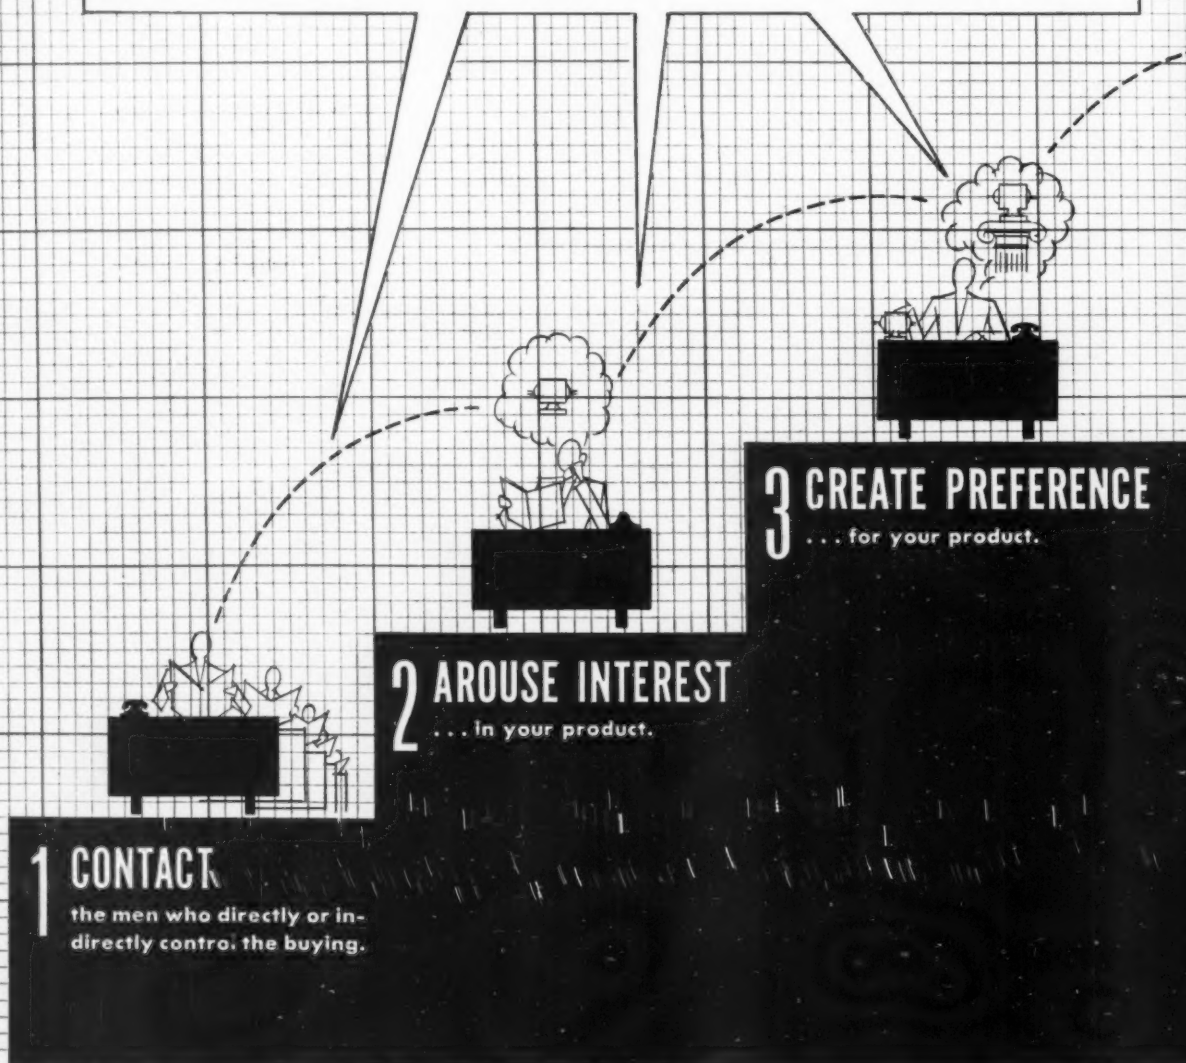 1 CONTACT
the men who directly or in-
directly control the buying.
2 AROUSE INTEREST
. . . in your product.
3 CREATE PREFERENCE
. . . for your product.